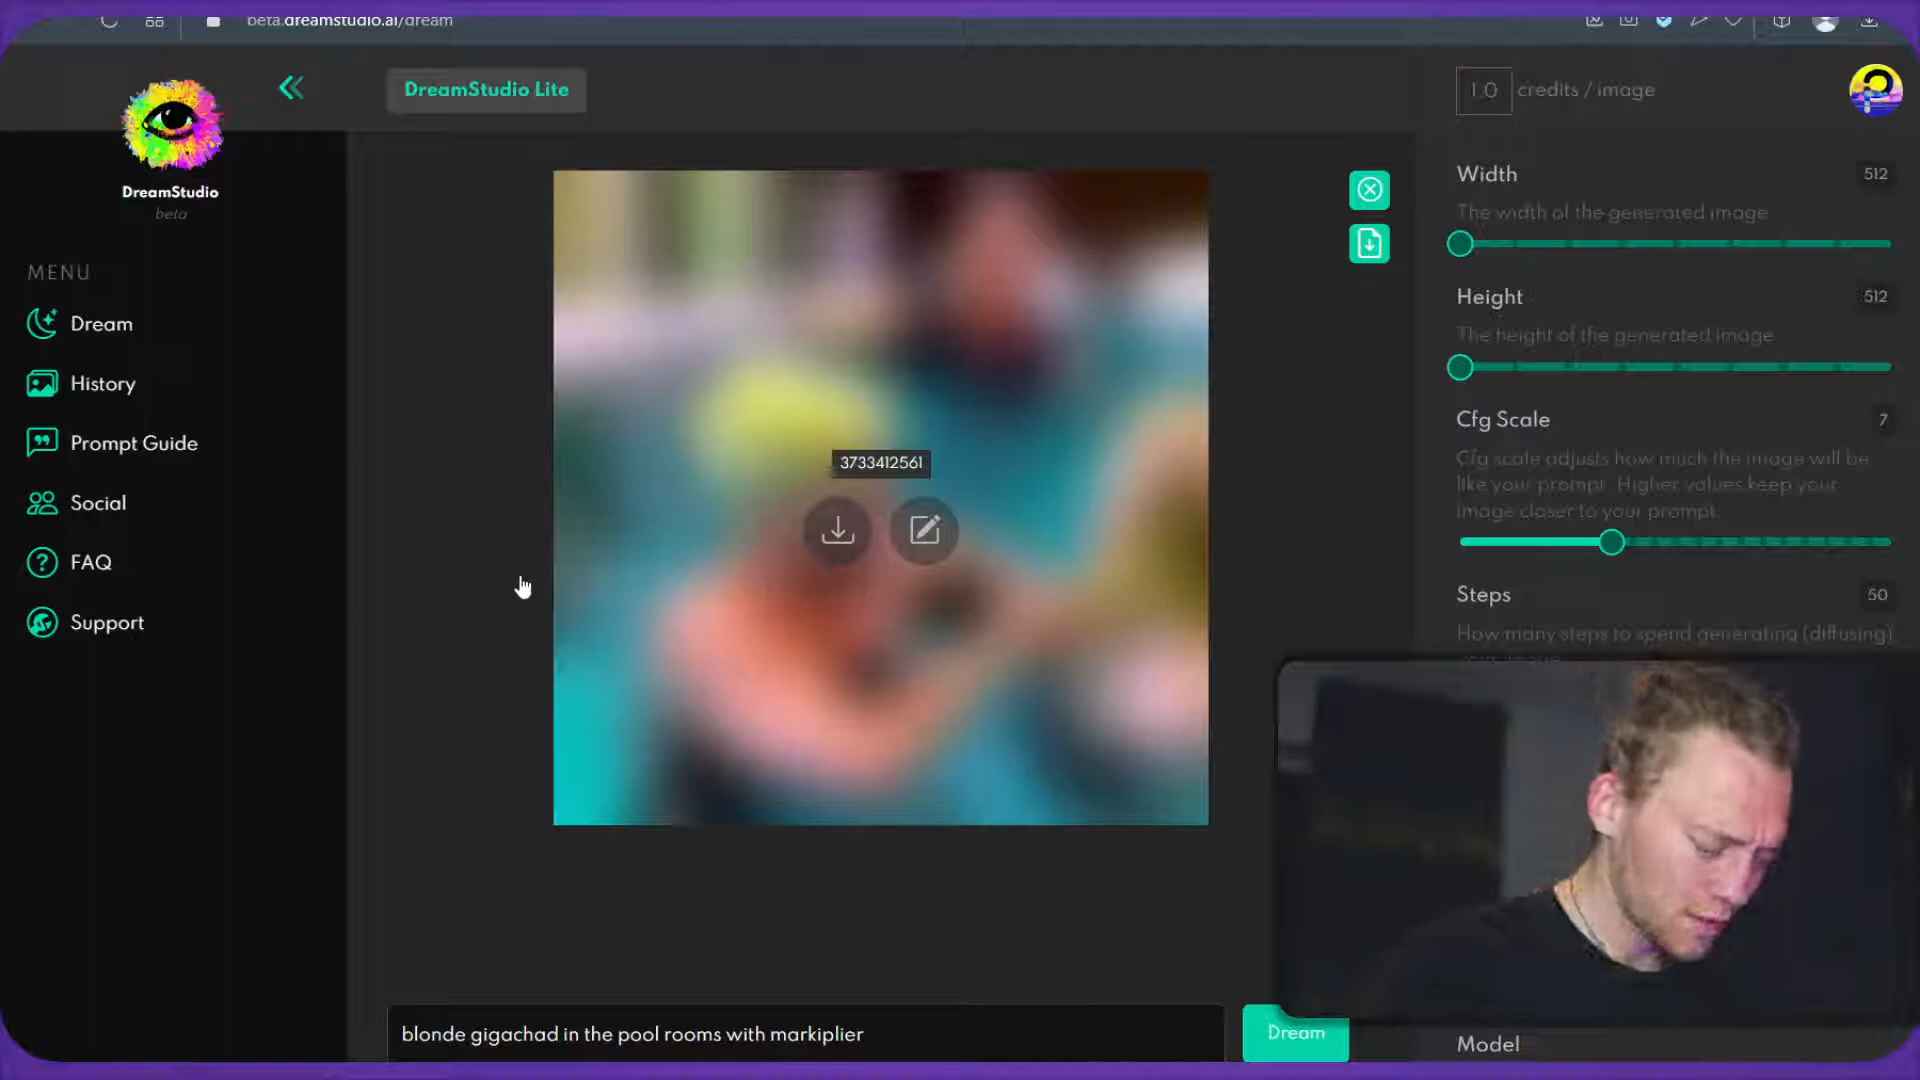 beta.dreamstudio.ai/dream
DreamStudio Lite
1.0 credits / image
DreamStudio
beta
MENU
Dream
History
Prompt Guide
Social
FAQ
Support
3733412561
Width 512
The width of the generated image
Height 512
The height of the generated image
Cfg Scale 7
Cfg scale adjusts how much the image will be
like your prompt. Higher values keep your
image closer to your prompt.
Steps 50
How many steps to spend generating (diffusing)
blonde gigachad in the pool rooms with markiplier
Dream
Model